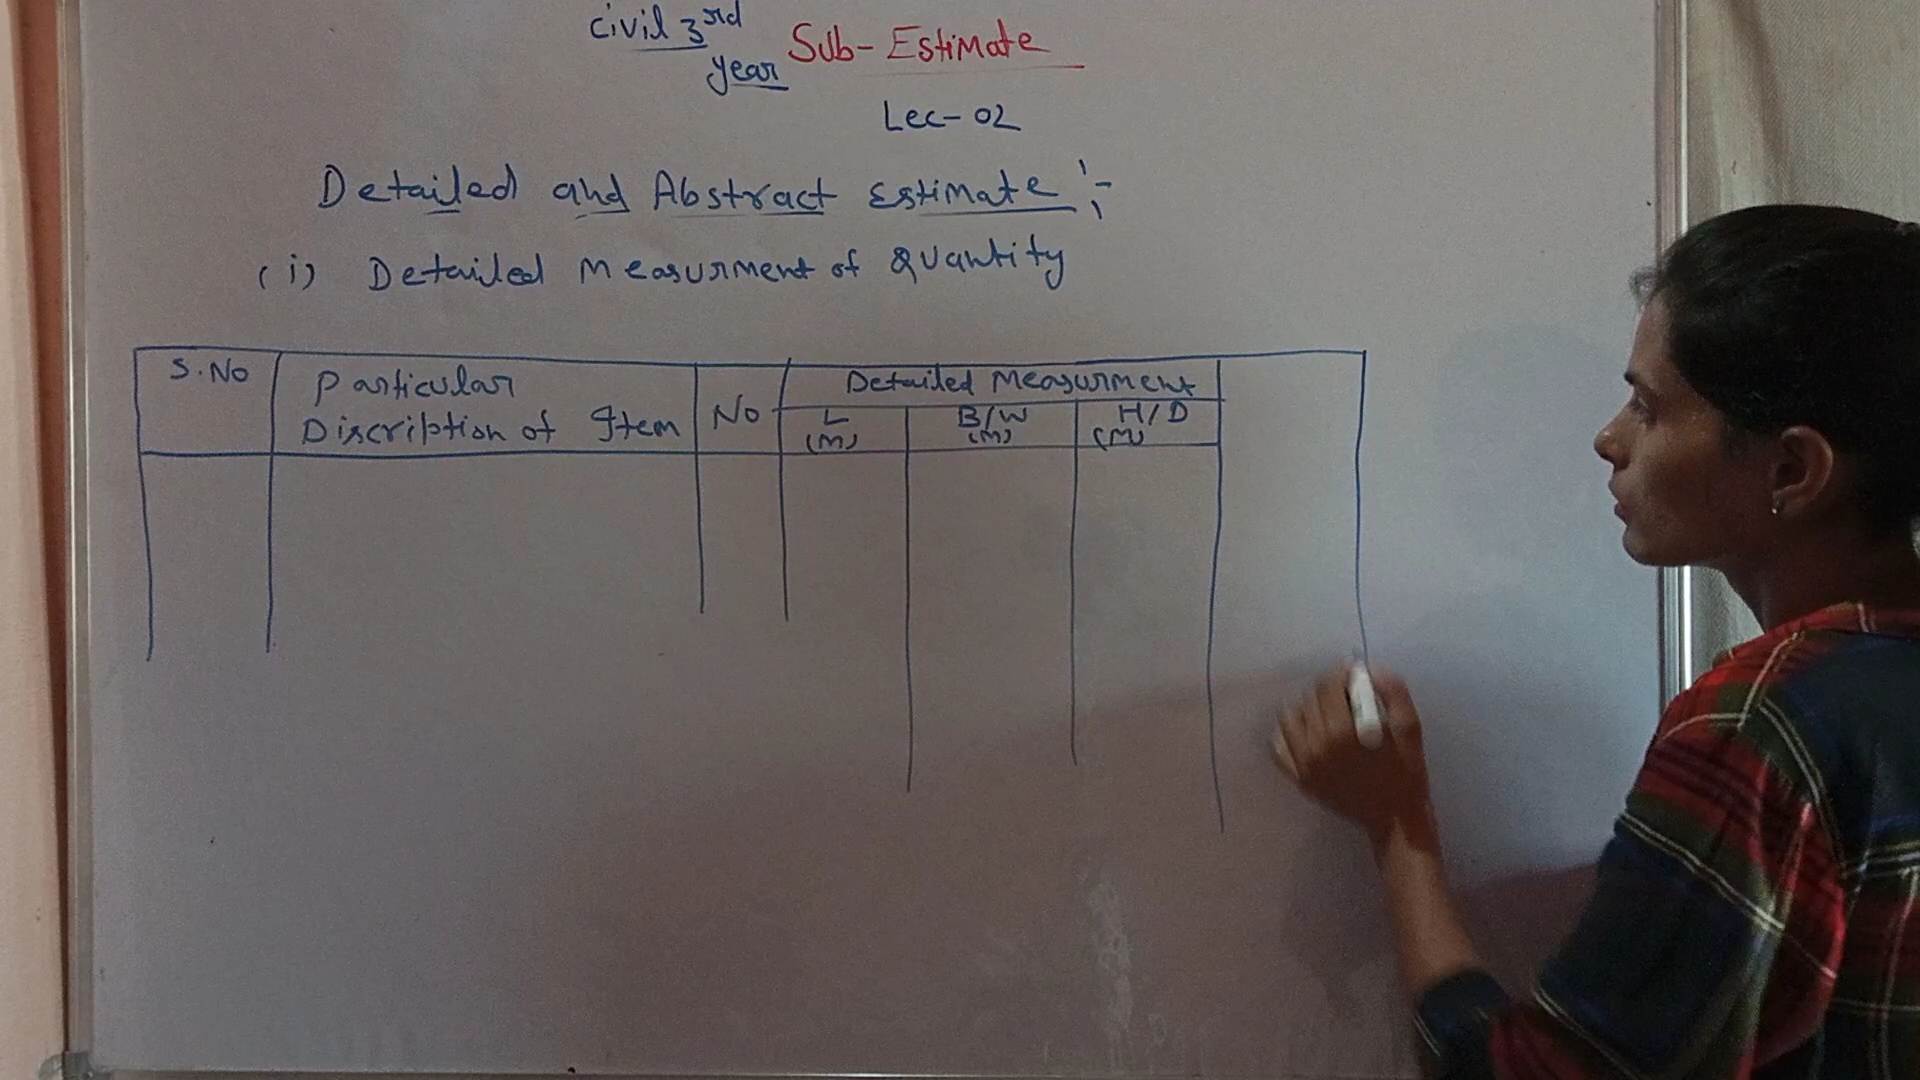 Civil 3rd year
Sub- Estimate
Lec- 02
Detailed and Abstract Estimate :-
(i) Detailed Measurment of Quantity
S.No
Particular
Discription of Item
No
Detailed Measurment
L
(M)
B/W
(M)
H/D
(M)